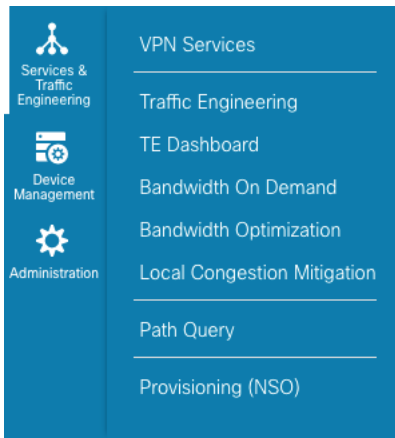 Services &
Traffic
Engineering
Device
Management
Administration
VPN Services
Traffic Engineering
TE Dashboard
Bandwidth On Demand
Bandwidth Optimization
Local Congestion Mitigation
Path Query
Provisioning (NSO)